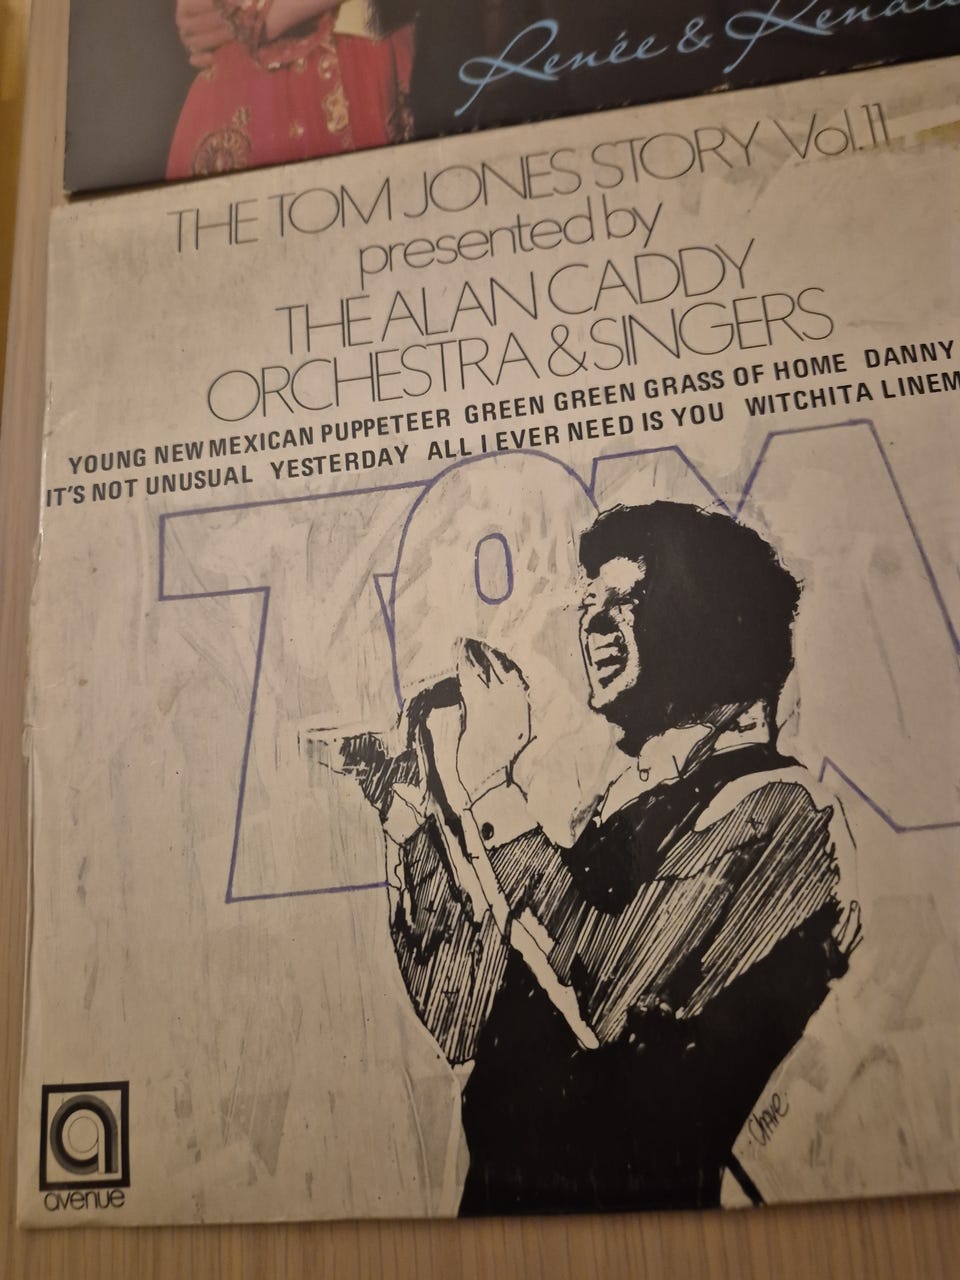 Renée & Renato
THE TOM JONES STORY Vol.11
presented by
THE ALAN CADDY
ORCHESTRA & SINGERS
YOUNG NEW MEXICAN PUPPETEER GREEN GREEN GRASS OF HOME DANNY
IT'S NOT UNUSUAL YESTERDAY ALL I EVER NEED IS YOU WITCHITA LINEM
TOM
avenue